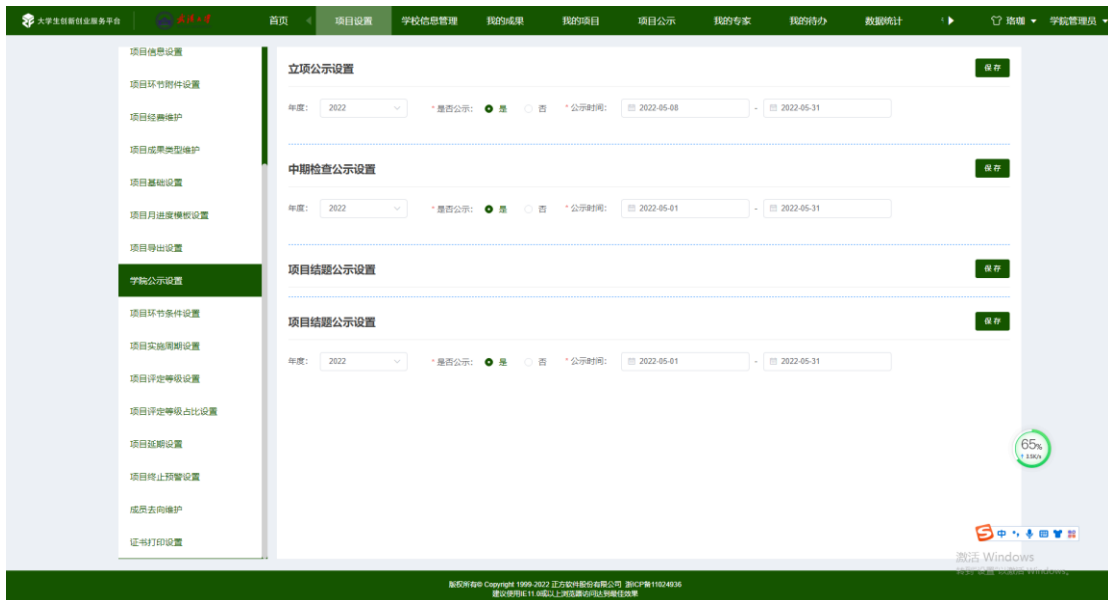 大学生创新创业服务平台 首页 项目设置 学校信息管理 我的成果 我的项目 项目公示 我的专家 我的待办 数据统计 珞珈 学院管理员
项目信息设置
项目环节附件设置
项目经费维护
项目成果类型维护
项目基础设置
项目月进度模板设置
项目导出设置
学院公示设置
项目环节条件设置
项目实施周期设置
项目评定等级设置
项目评定等级占比设置
项目延期设置
项目终止预警设置
成员去向维护
证书打印设置
立项公示设置 保存
年度: 2022 *是否公示: 是 否 *公示时间: 2022-05-08 - 2022-05-31
中期检查公示设置 保存
年度: 2022 *是否公示: 是 否 *公示时间: 2022-05-01 - 2022-05-31
项目结题公示设置 保存
项目结题公示设置 保存
年度: 2022 *是否公示: 是 否 *公示时间: 2022-05-01 - 2022-05-31
65%
中
激活 Windows
转到"设置"以激活 Windows。
版权所有© Copyright 1999-2022 正方软件股份有限公司 浙ICP备11024936
建议使用IE11.0或以上浏览器访问达到最佳效果